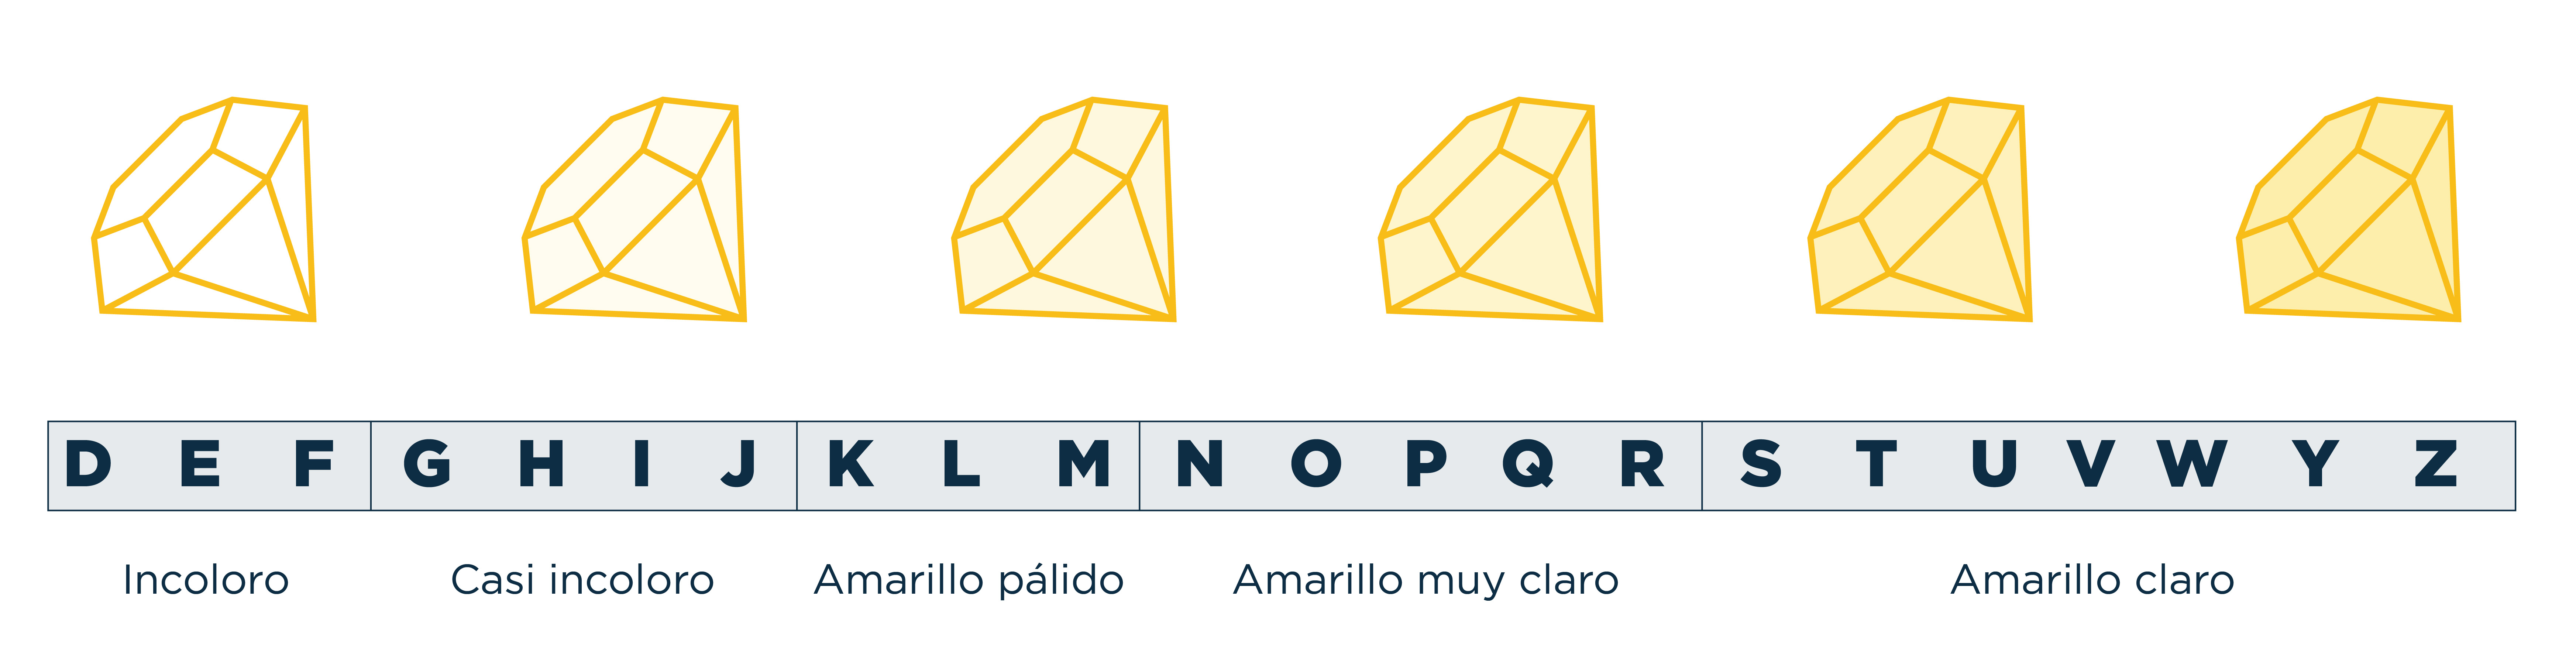 D E F G H I J K L M N O P Q R S T U V W Y Z
Incoloro Casi incoloro Amarillo pálido Amarillo muy claro Amarillo claro